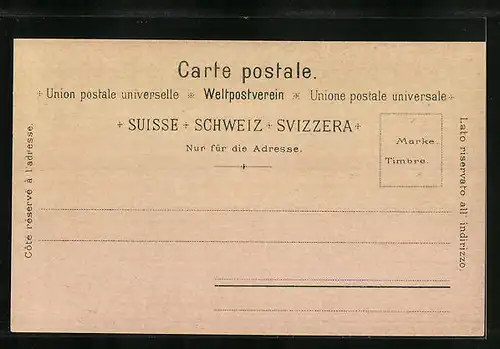 Carte postale.
+ Union postale universelle ※ Weltpostverein ※ Unione postale universale +
+ SUISSE + SCHWEIZ + SVIZZERA +
Nur für die Adresse.
Marke.
Timbre.
Côté réservé à l'adresse.
Lato riservato all' indirizzo.